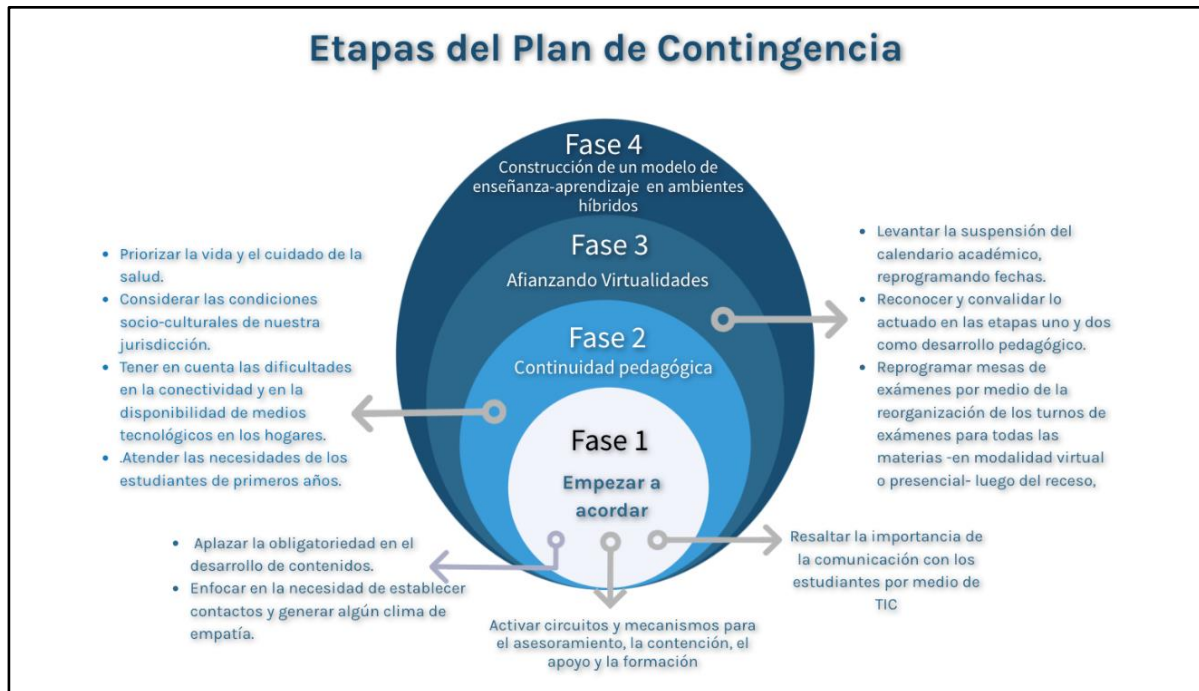 Etapas del Plan de Contingencia
Fase 4
Construcción de un modelo de
enseñanza-aprendizaje en ambientes
híbridos
Fase 3
Afianzando Virtualidades
Fase 2
Continuidad pedagógica
Fase 1
Empezar a
acordar
• Priorizar la vida y el cuidado de la
salud.
• Considerar las condiciones
socio-culturales de nuestra
jurisdicción.
• Tener en cuenta las dificultades
en la conectividad y en la
disponibilidad de medios
tecnológicos en los hogares.
• .Atender las necesidades de los
estudiantes de primeros años.
• Levantar la suspensión del
calendario académico,
reprogramando fechas.
• Reconocer y convalidar lo
actuado en las etapas uno y dos
como desarrollo pedagógico.
• Reprogramar mesas de
exámenes por medio de la
reorganización de los turnos de
exámenes para todas las
materias -en modalidad virtual
o presencial- luego del receso,
• Aplazar la obligatoriedad en el
desarrollo de contenidos.
• Enfocar en la necesidad de establecer
contactos y generar algún clima de
empatía.
Activar circuitos y mecanismos para
el asesoramiento, la contención, el
apoyo y la formación
Resaltar la importancia de
la comunicación con los
estudiantes por medio de
TIC